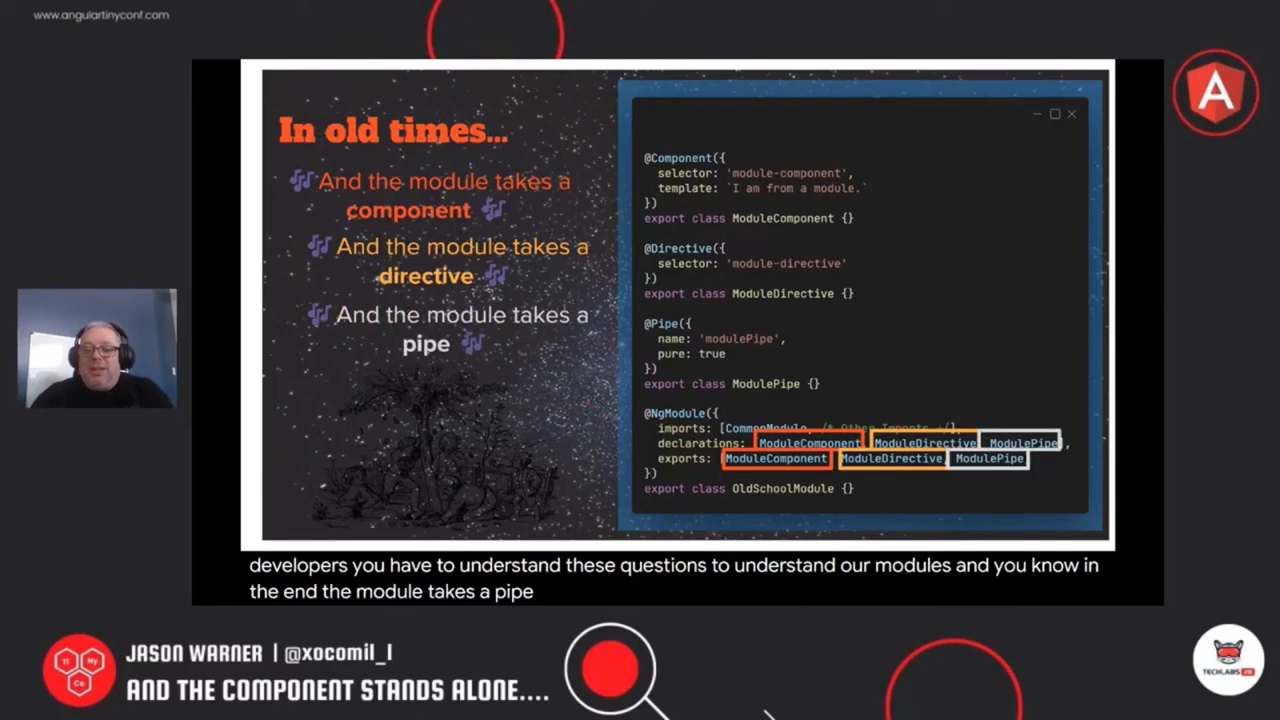 www.angulartinyconf.com
In old times...
🎶 And the module takes a
component 🎶
🎶 And the module takes a
directive 🎶
🎶 And the module takes a
pipe 🎶
@Component({
selector: 'module-component',
template: `I am from a module.`
})
export class ModuleComponent {}
@Directive({
selector: 'module-directive'
})
export class ModuleDirective {}
@Pipe({
name: 'modulePipe',
pure: true
})
export class ModulePipe {}
@NgModule({
imports: [CommonModule, /* Other Imports */],
declarations: ModuleComponent ModuleDirective ModulePipe,
exports: [ModuleComponent ModuleDirective, ModulePipe
})
export class OldSchoolModule {}
developers you have to understand these questions to understand our modules and you know in
the end the module takes a pipe
JASON WARNER | @xocomil_1
AND THE COMPONENT STANDS ALONE....
11 Ny
Co
TECHLABS